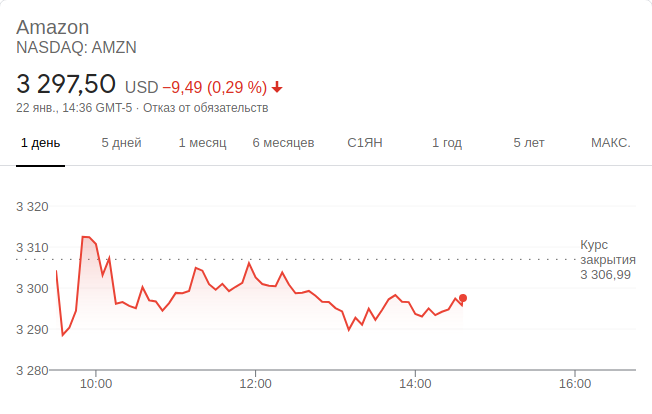 Amazon
NASDAQ: AMZN
3 297,50 USD −9,49 (0,29 %)
22 янв., 14:36 GMT-5 · Отказ от обязательств
1 день 5 дней 1 месяц 6 месяцев С1ЯН 1 год 5 лет МАКС.
3 320
3 310
3 300
3 290
3 280
Курс
закрытия
3 306,99
10:00 12:00 14:00 16:00